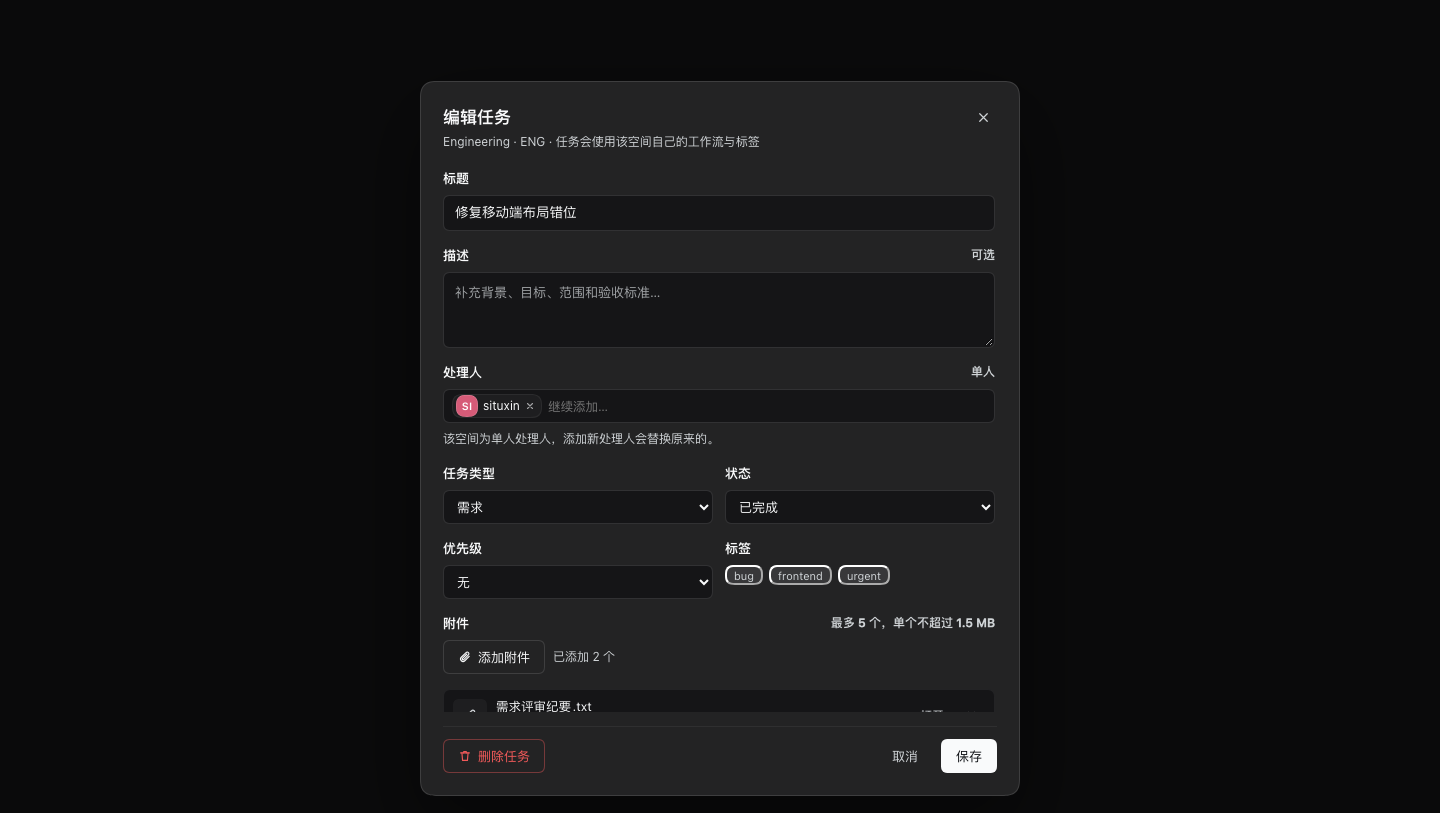 编辑任务
Engineering · ENG · 任务会使用该空间自己的工作流与标签
标题
修复移动端布局错位
描述 可选
补充背景、目标、范围和验收标准...
处理人 单人
SI situxin × 继续添加...
该空间为单人处理人，添加新处理人会替换原来的。
任务类型 状态
需求 已完成
优先级 标签
无 bug frontend urgent
附件 最多 5 个，单个不超过 1.5 MB
添加附件 已添加 2 个
需求评审纪要.txt
删除任务 取消 保存